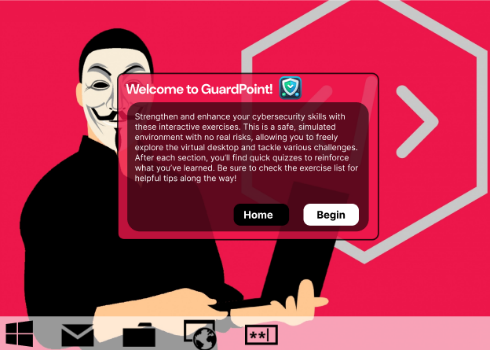 Welcome to GuardPoint!
Strengthen and enhance your cybersecurity skills with
these interactive exercises. This is a safe, simulated
environment with no real risks, allowing you to freely
explore the virtual desktop and tackle various challenges.
After each section, you'll find quick quizzes to reinforce
what you've learned. Be sure to check the exercise list for
helpful tips along the way!
Home
Begin
**